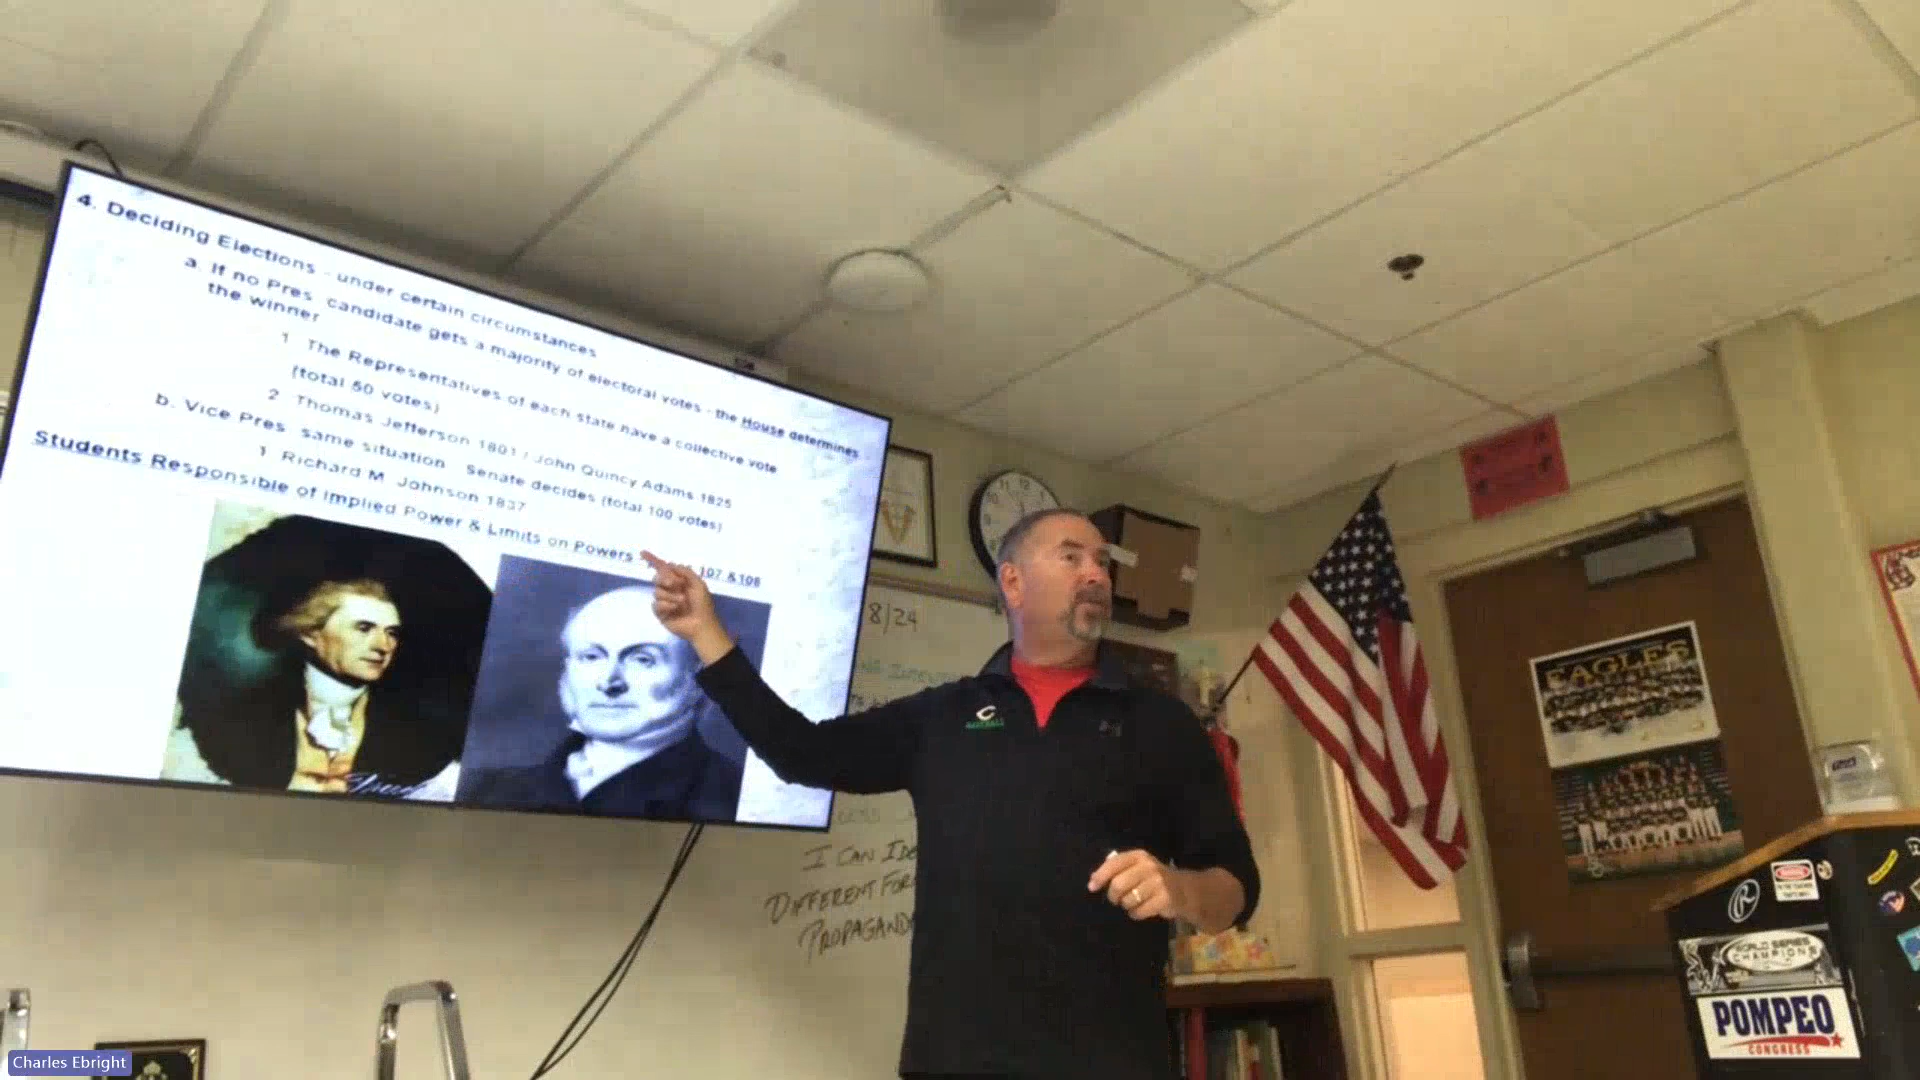 4. Deciding Elections - under certain circumstances
a. If no Pres candidate gets a majority of electoral votes - the House determines
the winner
1 The Representatives of each state have a collective vote
(total 50 votes)
2 Thomas Jefferson 1801 / John Quincy Adams 1825
b. Vice Pres same situation Senate decides (total 100 votes)
1 Richard M Johnson 1837
Students Responsible of Implied Power & Limits on Powers 107 & 108
8/24
I CAN
DIFFERENT
PROPAGANDA
EAGLES
WORLD SERIES
CHAMPIONS
POMPEO
CONGRESS
Charles Ebright